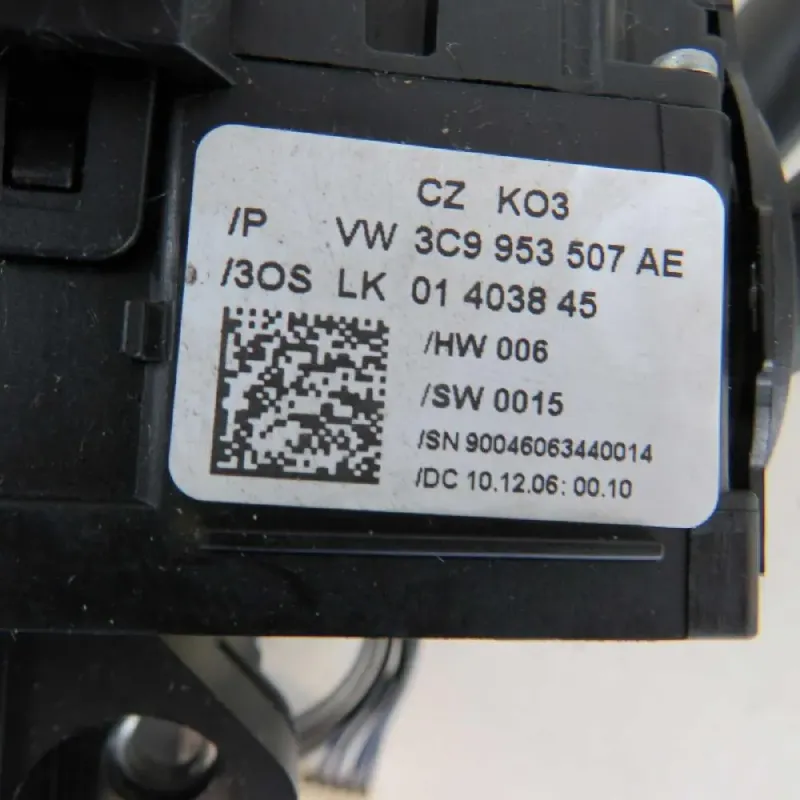 CZ KO3
/P VW 3C9 953 507 AE
/3OS LK 01 4038 45
/HW 006
/SW 0015
/SN 90046063440014
/DC 10.12.06: 00.10